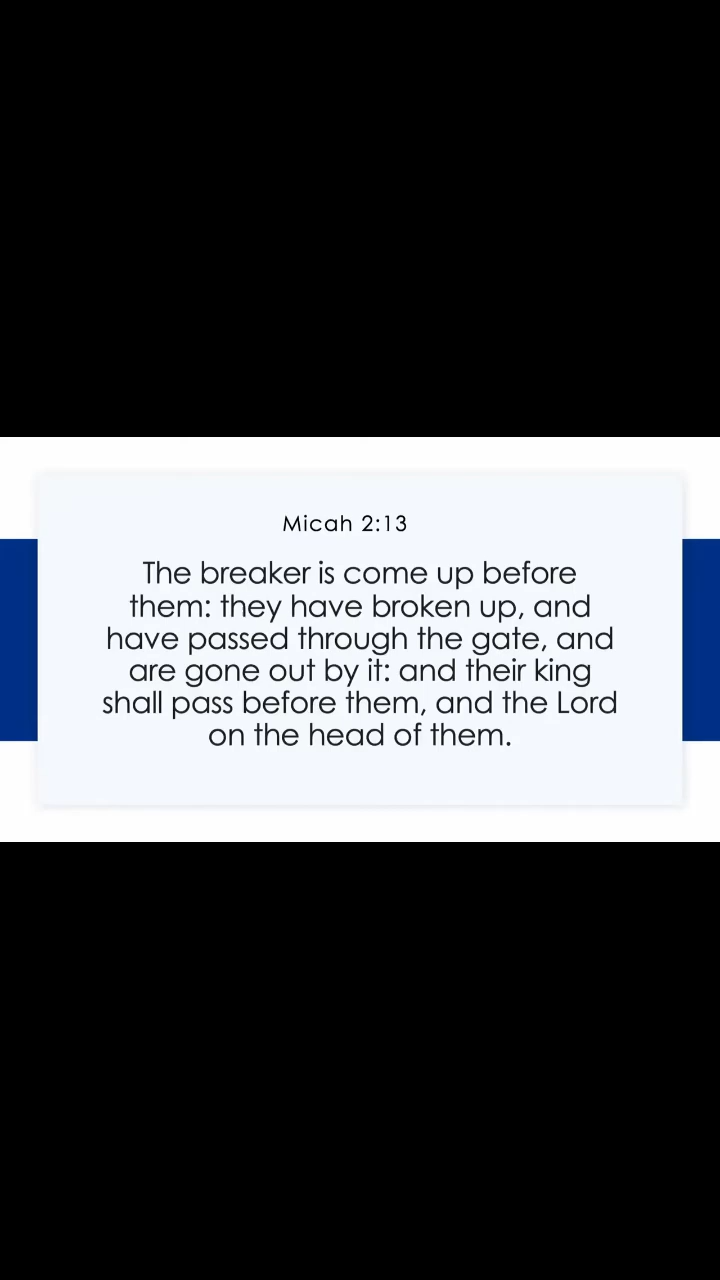 Micah 2:13
The breaker is come up before
them: they have broken up, and
have passed through the gate, and
are gone out by it: and their king
shall pass before them, and the Lord
on the head of them.